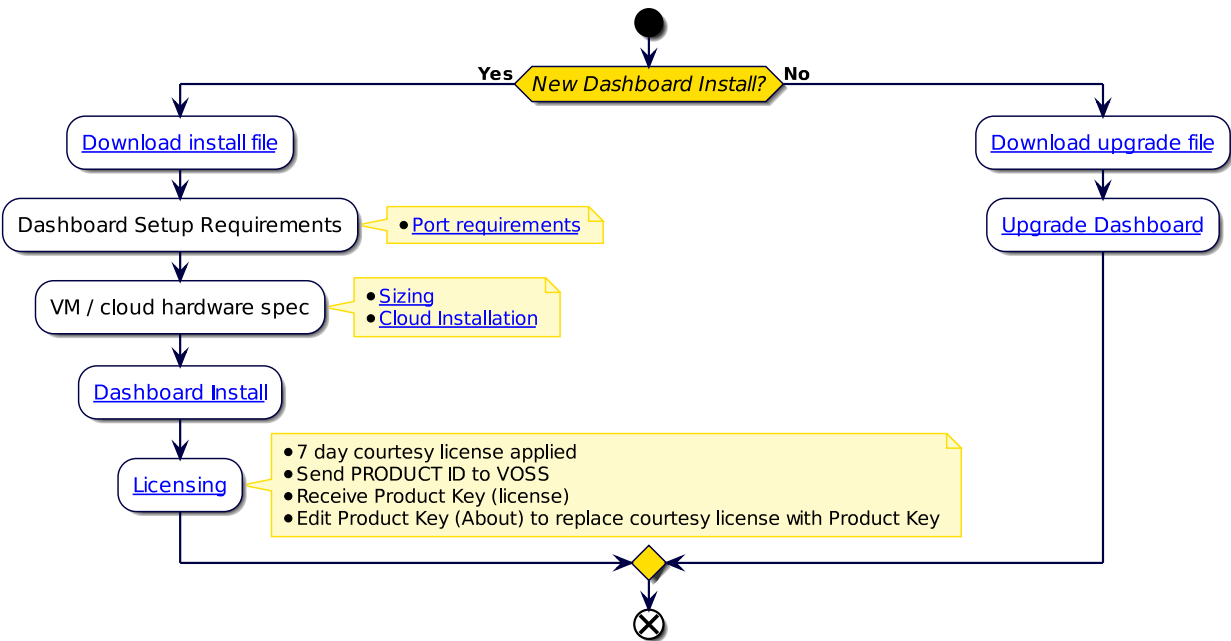 New Dashboard Install?
Yes
No
Download install file
Download upgrade file
Dashboard Setup Requirements
• Port requirements
Upgrade Dashboard
VM / cloud hardware spec
• Sizing
• Cloud Installation
Dashboard Install
Licensing
• 7 day courtesy license applied
• Send PRODUCT ID to VOSS
• Receive Product Key (license)
• Edit Product Key (About) to replace courtesy license with Product Key